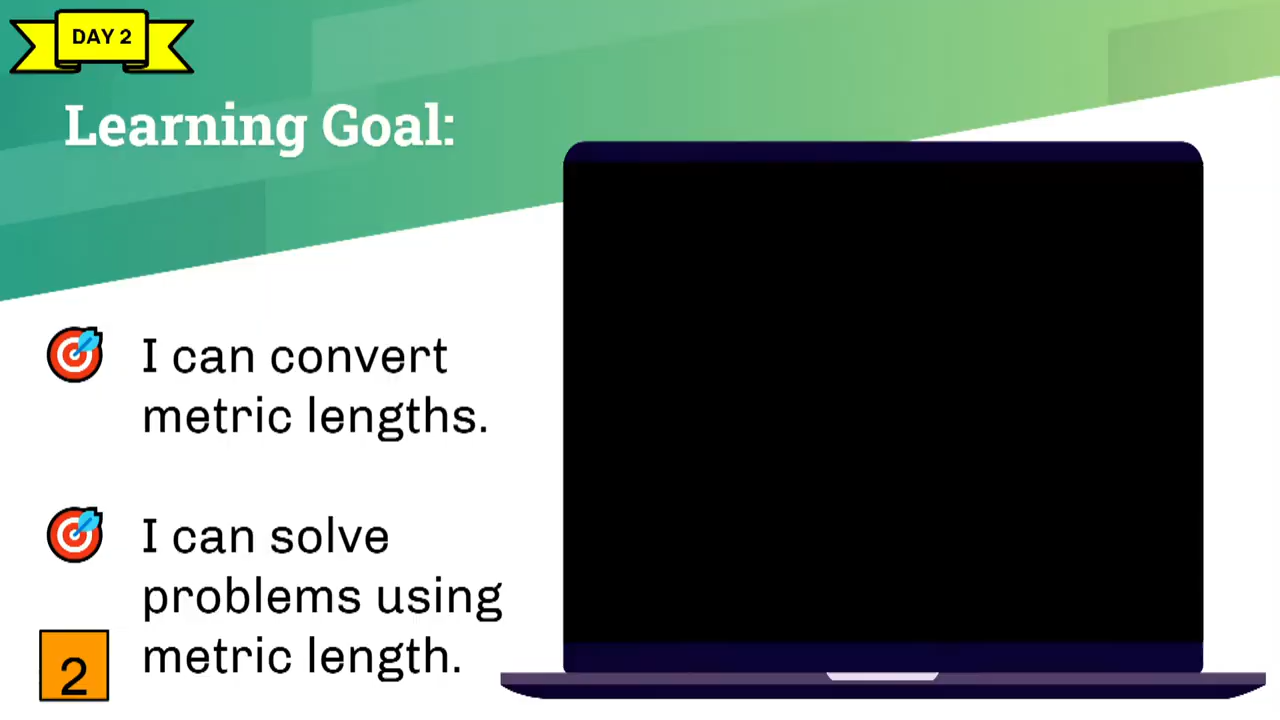 DAY 2
Learning Goal:
I can convert
metric lengths.
I can solve
problems using
metric length.
2